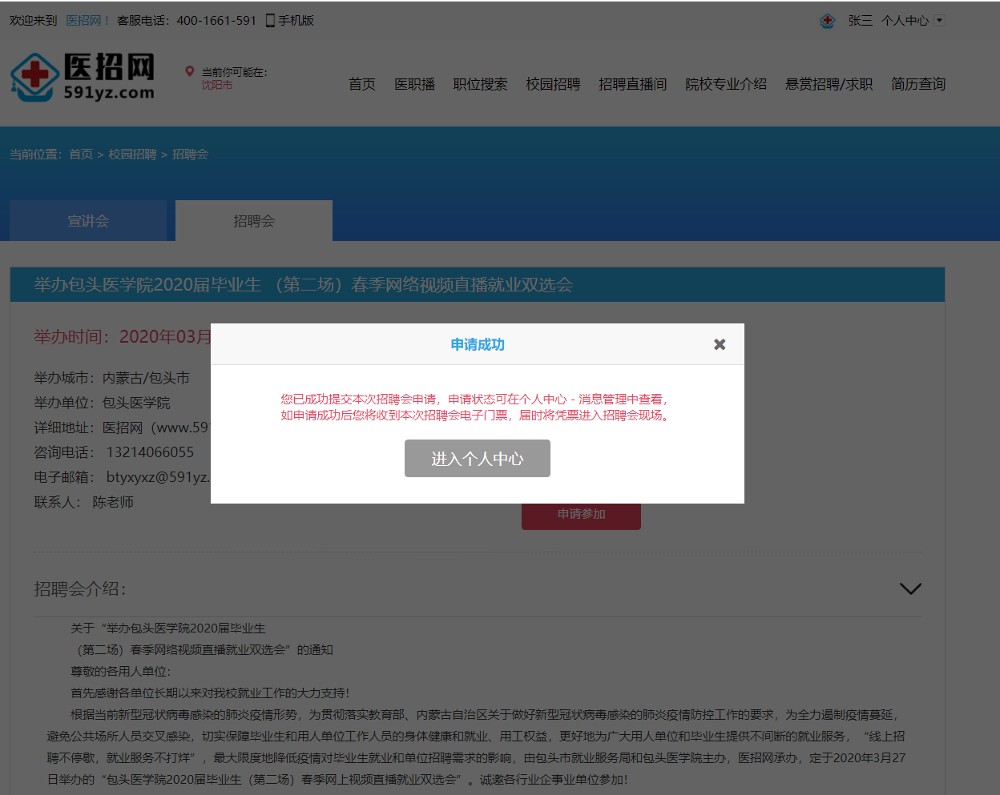 欢迎来到 医招网！ 客服电话：400-1661-591 手机版
张三 个人中心
医招网
591yz.com
当前你可能在：
沈阳市
首页 医职播 职位搜索 校园招聘 招聘直播间 院校专业介绍 悬赏招聘/求职 简历查询
当前位置：首页 > 校园招聘 > 招聘会
宣讲会 招聘会
举办包头医学院2020届毕业生 （第二场）春季网络视频直播就业双选会
举办时间：2020年03月
举办城市：内蒙古/包头市
举办单位：包头医学院
详细地址：医招网（www.591
咨询电话： 13214066055
电子邮箱： btyxyxz@591yz.
联系人： 陈老师
申请成功
您已成功提交本次招聘会申请，申请状态可在个人中心 - 消息管理中查看，
如申请成功后您将收到本次招聘会电子门票，届时将凭票进入招聘会现场。
进入个人中心
申请参加
招聘会介绍：
关于“举办包头医学院2020届毕业生
（第二场）春季网络视频直播就业双选会”的通知
尊敬的各用人单位：
首先感谢各单位长期以来对我校就业工作的大力支持！
根据当前新型冠状病毒感染的肺炎疫情形势，为贯彻落实教育部、内蒙古自治区关于做好新型冠状病毒感染的肺炎疫情防控工作的要求，为全力遏制疫情蔓延，
避免公共场所人员交叉感染，切实保障毕业生和用人单位工作人员的身体健康和就业、用工权益，更好地为广大用人单位和毕业生提供不间断的就业服务，“线上招
聘不停歇，就业服务不打烊”，最大限度地降低疫情对毕业生就业和单位招聘需求的影响，由包头市就业服务局和包头医学院主办，医招网承办，定于2020年3月27
日举办的“包头医学院2020届毕业生（第二场）春季网上视频直播就业双选会”。诚邀各行业企事业单位参加！